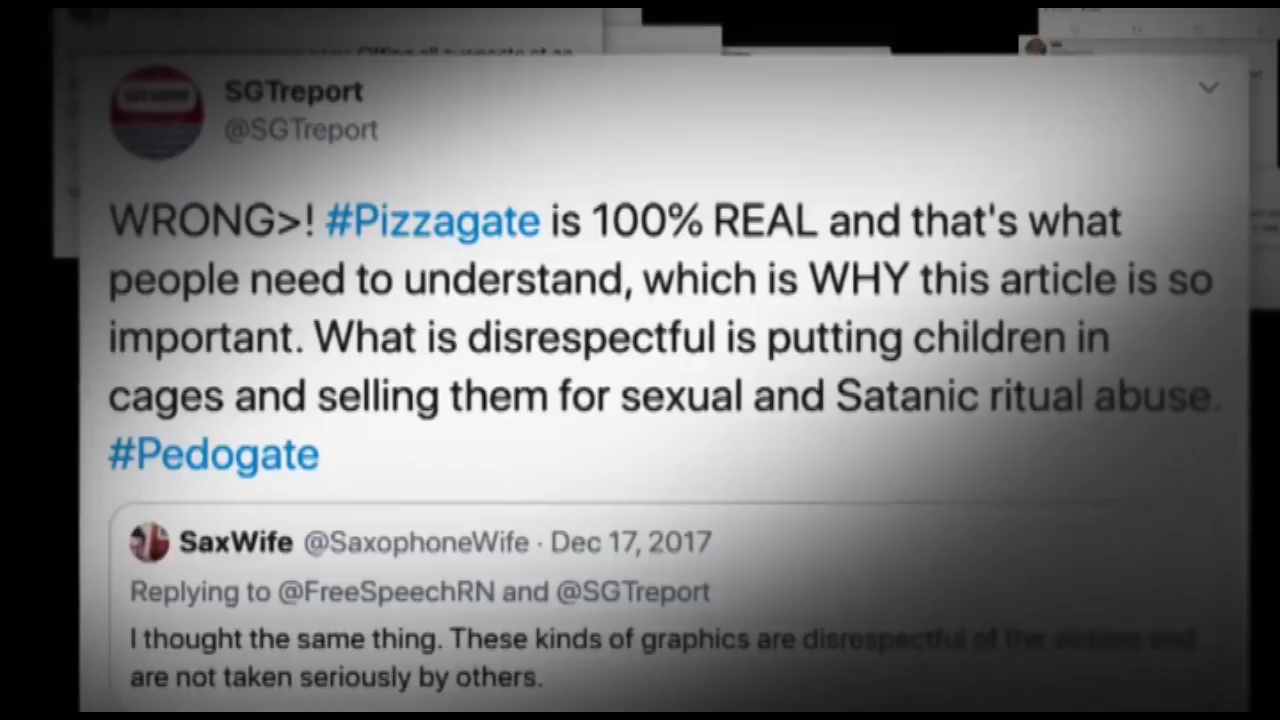 SGTreport
@SGTreport
WRONG>! #Pizzagate is 100% REAL and that's what
people need to understand, which is WHY this article is so
important. What is disrespectful is putting children in
cages and selling them for sexual and Satanic ritual abuse.
#Pedogate
SaxWife @SaxophoneWife · Dec 17, 2017
Replying to @FreeSpeechRN and @SGTreport
I thought the same thing. These kinds of graphics are disrespectful of the victims and
are not taken seriously by others.